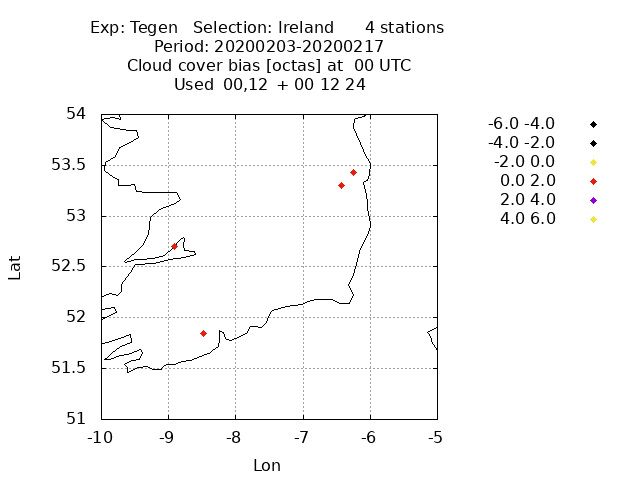 Exp: Tegen   Selection: Ireland      4 stations
Period: 20200203-20200217
Cloud cover bias [octas] at  00 UTC
Used  00,12  + 00 12 24
54
53.5
53
52.5
52
51.5
51
-10 -9 -8 -7 -6 -5
Lat
Lon
-6.0 -4.0
-4.0 -2.0
-2.0 0.0
0.0 2.0
2.0 4.0
4.0 6.0